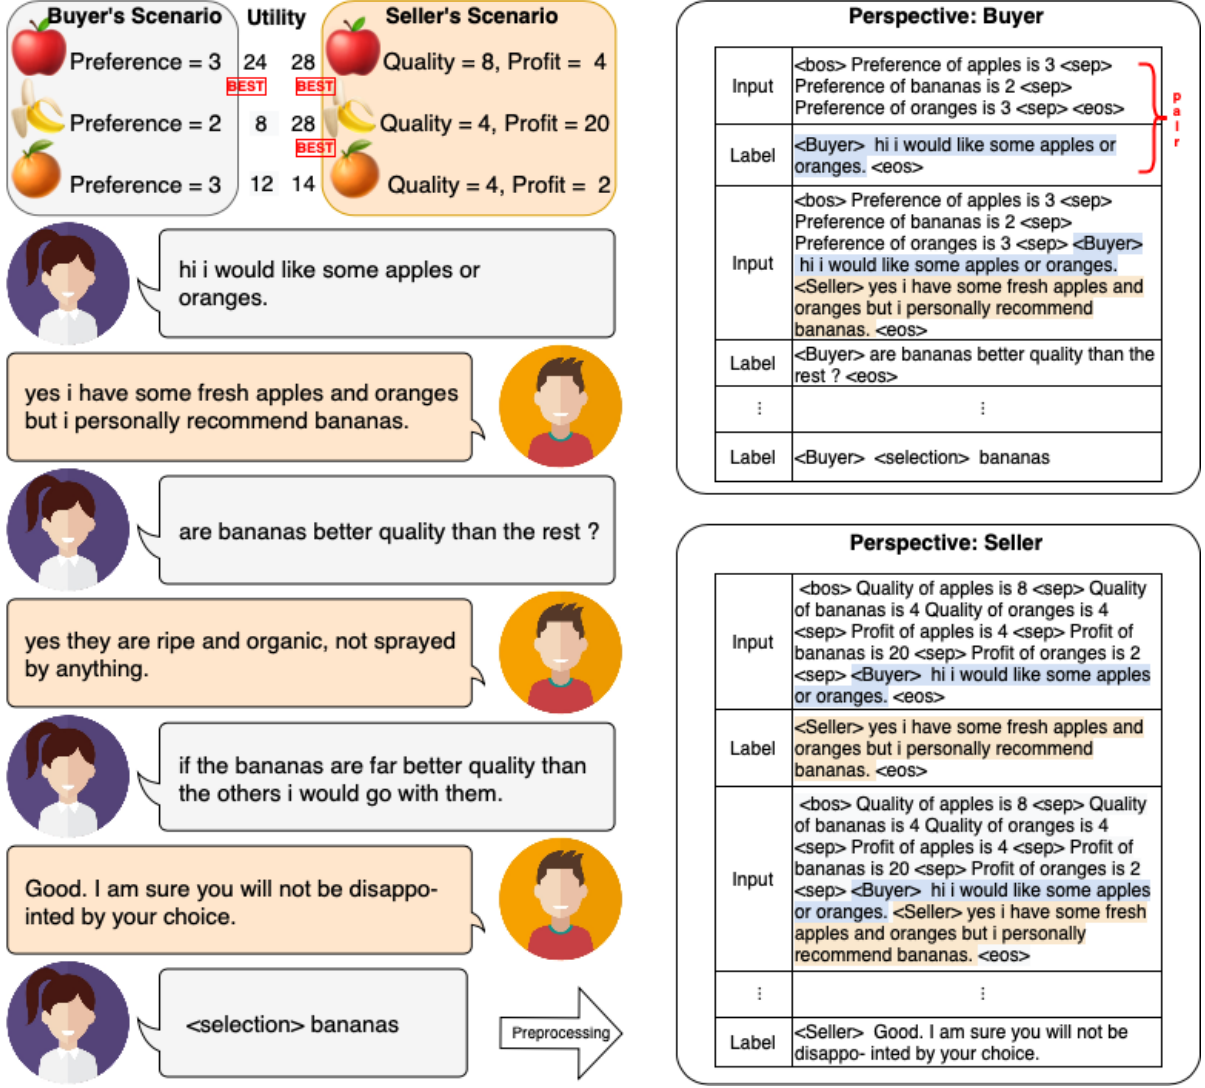 Buyer's Scenario
Utility
Seller's Scenario
Preference = 3
24
28
Quality = 8, Profit = 4
BEST
BEST
Preference = 2
8
28
Quality = 4, Profit = 20
BEST
Preference = 3
12
14
Quality = 4, Profit = 2
hi i would like some apples or
oranges.
yes i have some fresh apples and oranges
but i personally recommend bananas.
are bananas better quality than the rest ?
yes they are ripe and organic, not sprayed
by anything.
if the bananas are far better quality than
the others i would go with them.
Good. I am sure you will not be disappo-
inted by your choice.
<selection> bananas
Preprocessing
Perspective: Buyer
Input
<bos> Preference of apples is 3 <sep>
Preference of bananas is 2 <sep>
Preference of oranges is 3 <sep> <eos>
Label
<Buyer> hi i would like some apples or
oranges. <eos>
pair
Input
<bos> Preference of apples is 3 <sep>
Preference of bananas is 2 <sep>
Preference of oranges is 3 <sep> <Buyer>
hi i would like some apples or oranges.
<Seller> yes i have some fresh apples and
oranges but i personally recommend
bananas. <eos>
Label
<Buyer> are bananas better quality than the
rest ? <eos>
⋮
⋮
Label
<Buyer> <selection> bananas
Perspective: Seller
Input
<bos> Quality of apples is 8 <sep> Quality
of bananas is 4 Quality of oranges is 4
<sep> Profit of apples is 4 <sep> Profit of
bananas is 20 <sep> Profit of oranges is 2
<sep> <Buyer> hi i would like some apples
or oranges. <eos>
Label
<Seller> yes i have some fresh apples and
oranges but i personally recommend
bananas. <eos>
Input
<bos> Quality of apples is 8 <sep> Quality
of bananas is 4 Quality of oranges is 4
<sep> Profit of apples is 4 <sep> Profit of
bananas is 20 <sep> Profit of oranges is 2
<sep> <Buyer> hi i would like some apples
or oranges. <Seller> yes i have some fresh
apples and oranges but i personally
recommend bananas. <eos>
⋮
⋮
Label
<Seller> Good. I am sure you will not be
disappo- inted by your choice.